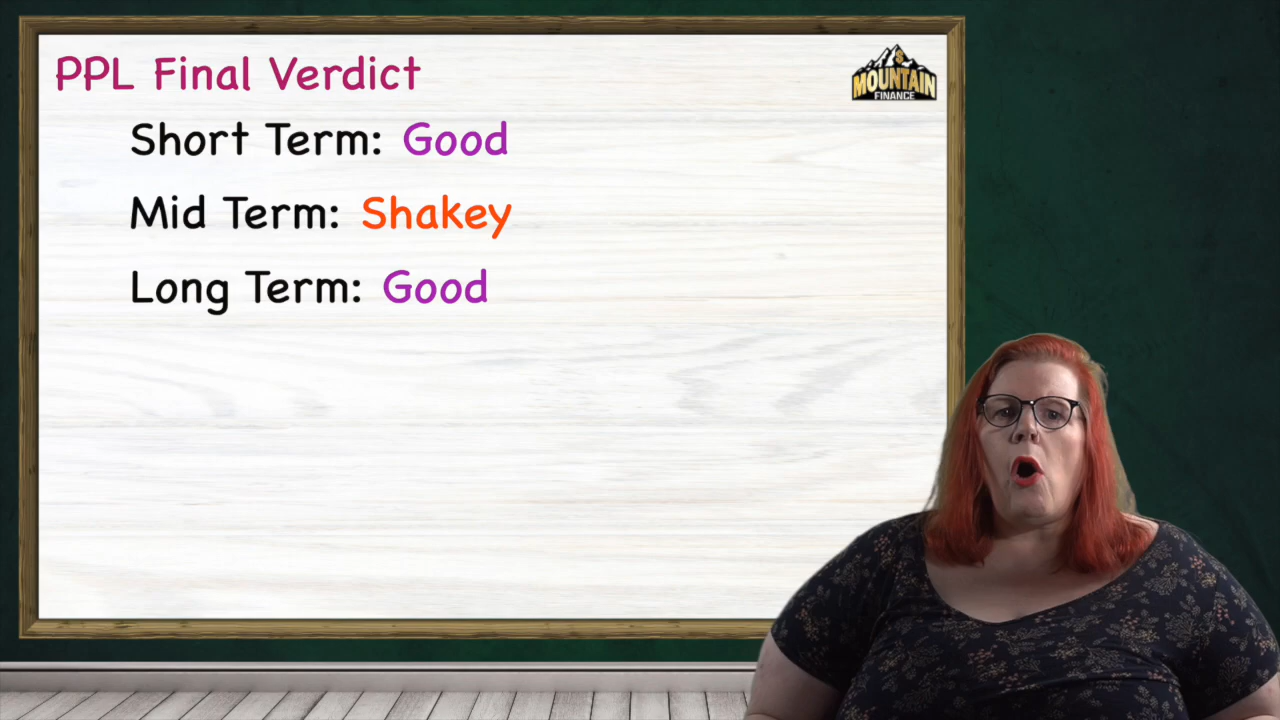 PPL Final Verdict
MOUNTAIN
FINANCE
Short Term: Good
Mid Term: Shakey
Long Term: Good